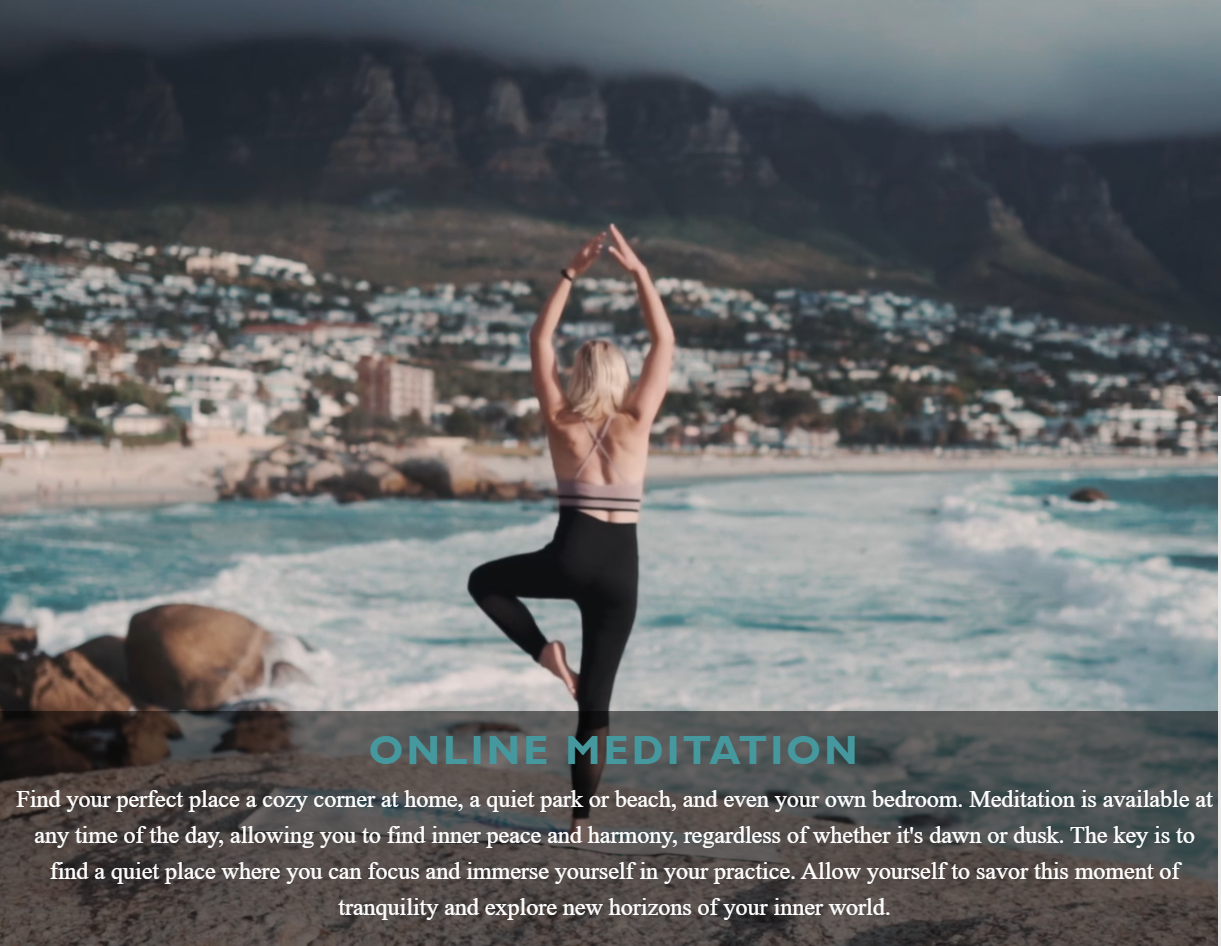 ONLINE MEDITATION
Find your perfect place a cozy corner at home, a quiet park or beach, and even your own bedroom. Meditation is available at
any time of the day, allowing you to find inner peace and harmony, regardless of whether it's dawn or dusk. The key is to
find a quiet place where you can focus and immerse yourself in your practice. Allow yourself to savor this moment of
tranquility and explore new horizons of your inner world.